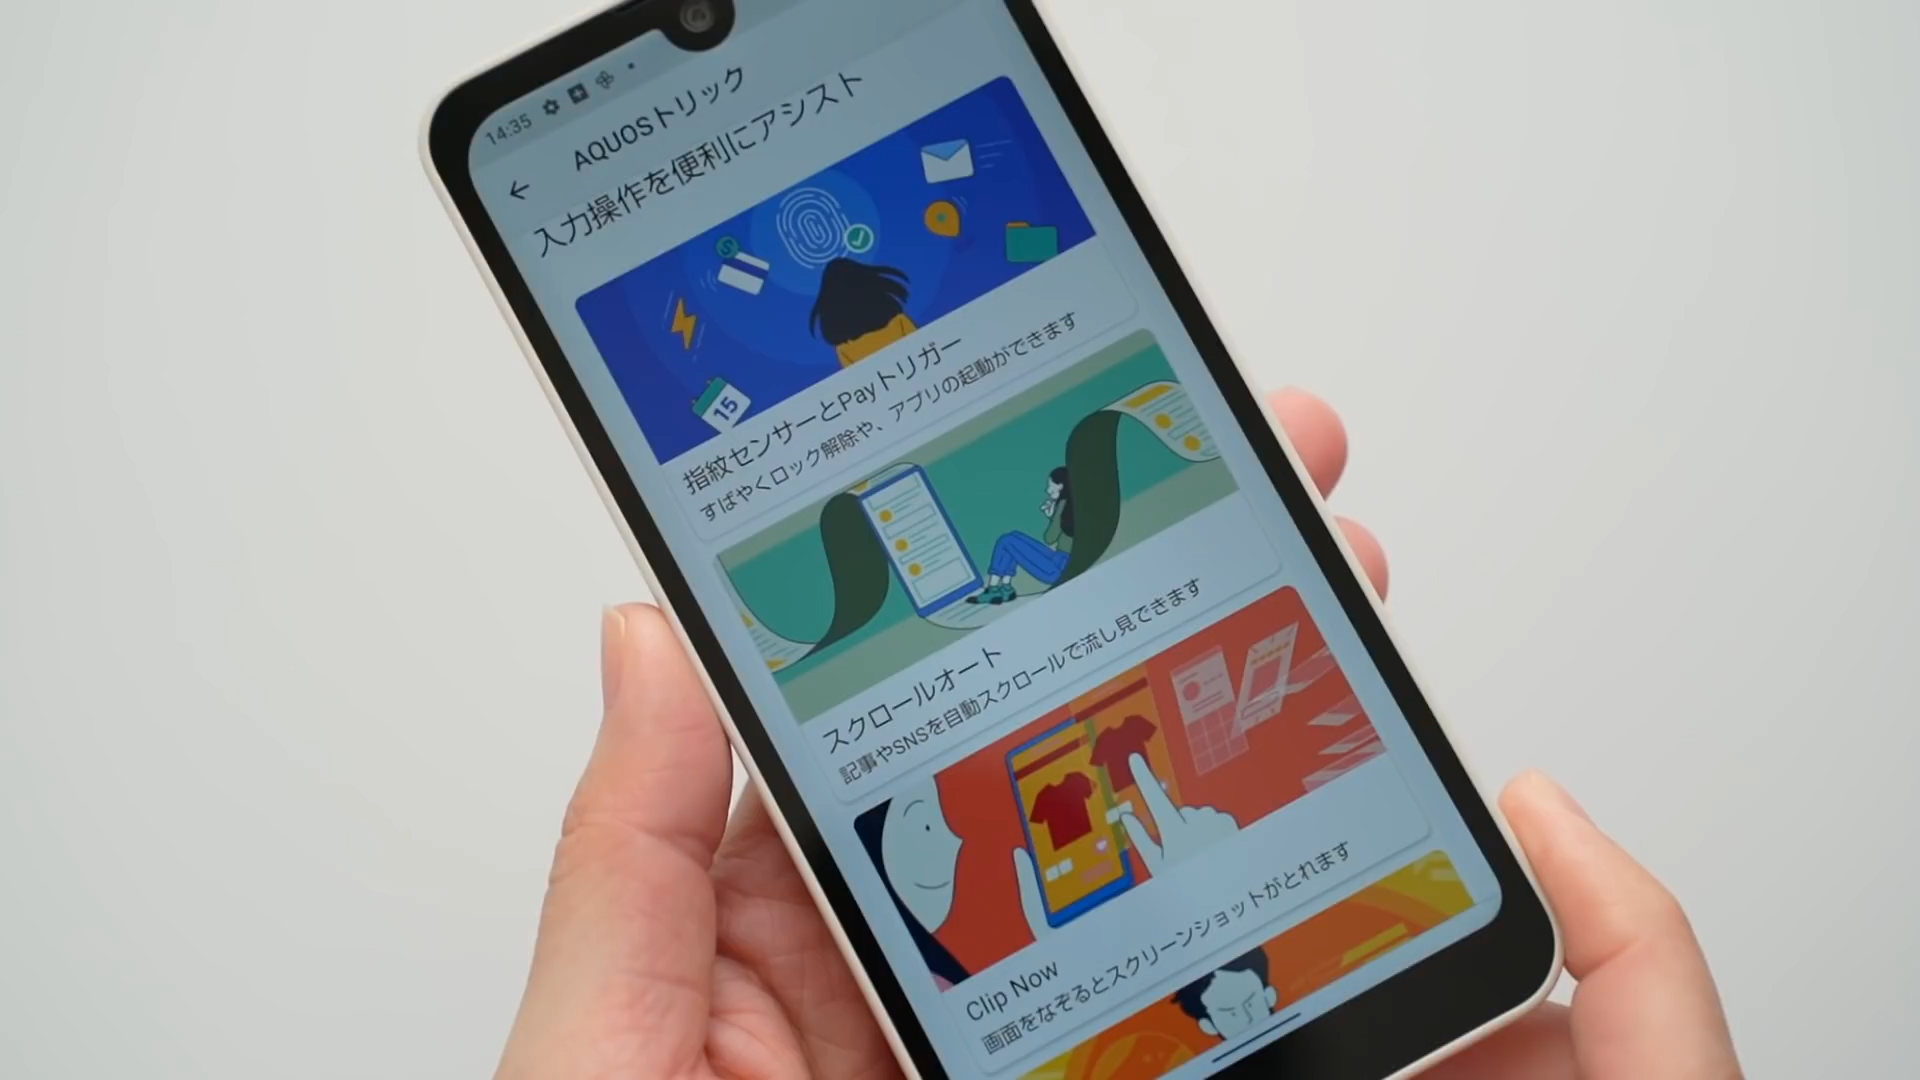 14:35
AQUOSトリック
入力操作を便利にアシスト
15
指紋センサーとPayトリガー
すばやくロック解除や、アプリの起動ができます
スクロールオート
記事やSNSを自動スクロールで流し見できます
Clip Now
画面をなぞるとスクリーンショットがとれます